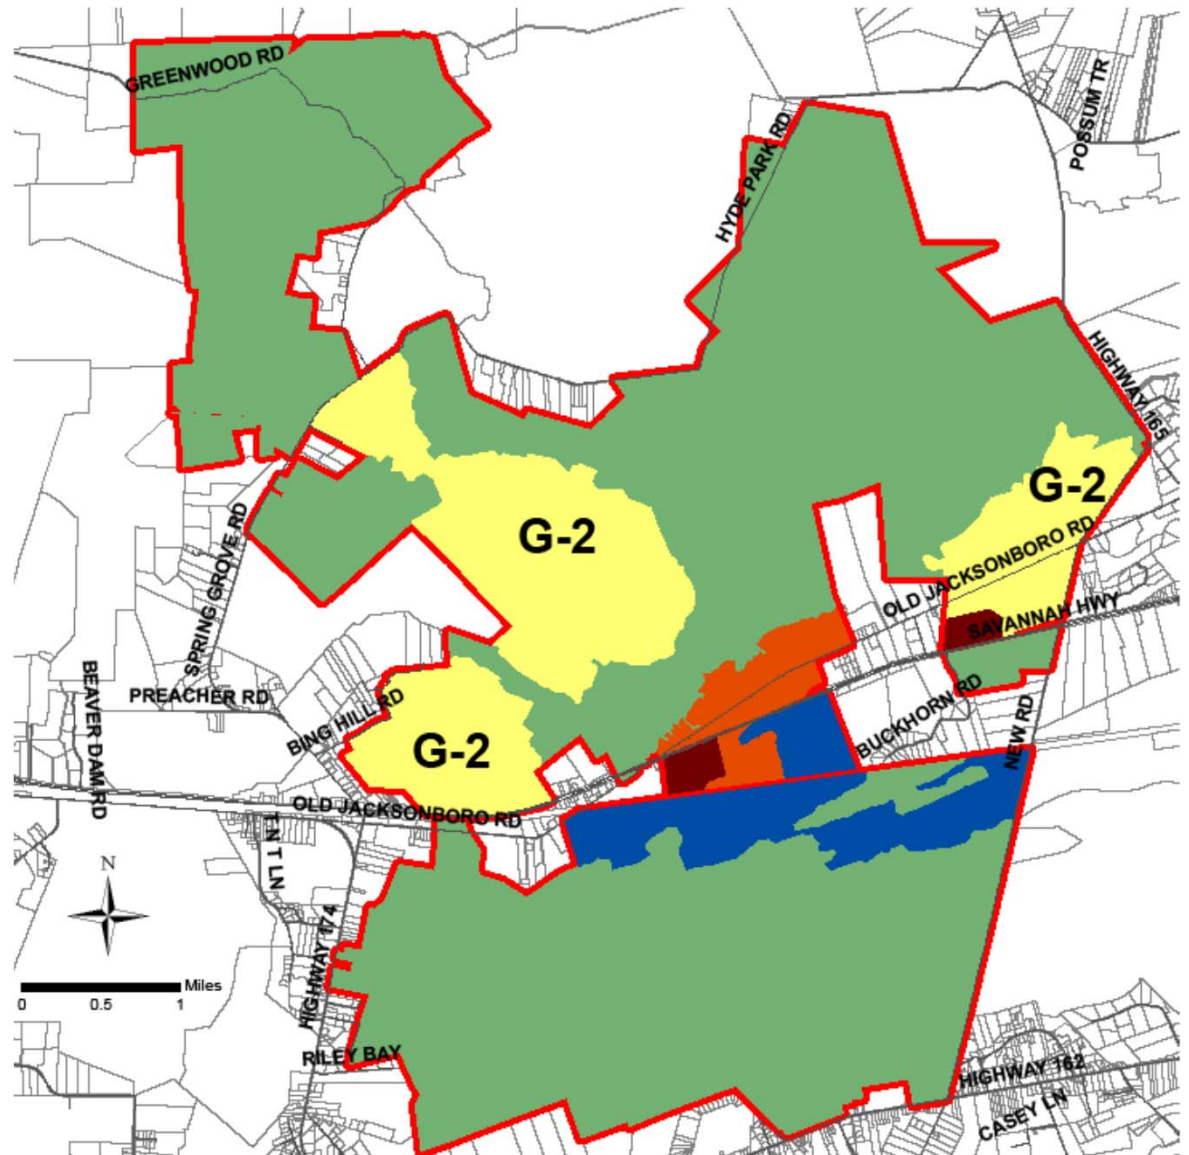 GREENWOOD RD
POSSUM TR
HYDE PARK RD
HIGHWAY 165
G-2
G-2
OLD JACKSONBORO RD
SAVANNAH HWY
SPRING GROVE RD
BEAVER DAM RD
PREACHER RD
BING HILL RD
BUCKHORN RD
NEW RD
G-2
OLD JACKSONBORO RD
T N T LN
N
HIGHWAY 174
Miles
0 0.5 1
RILEY BAY
HIGHWAY 162
CASEY LN